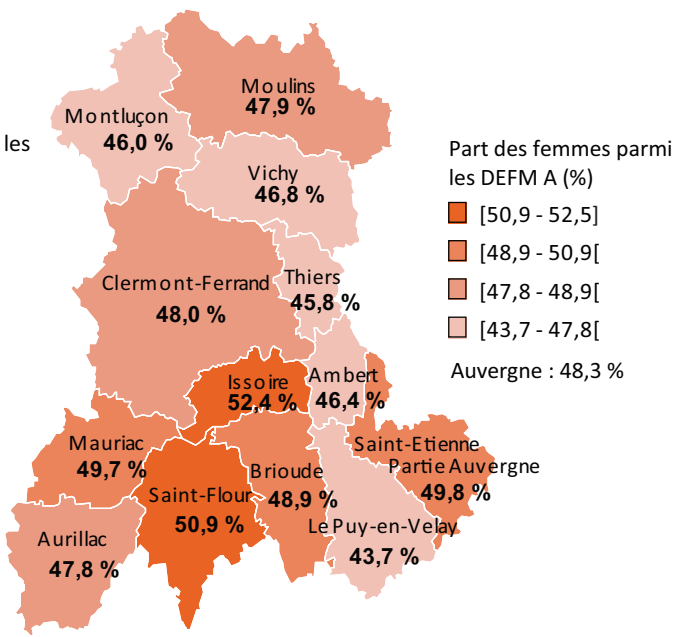 Moulins
47,9 %
Montluçon
46,0 %
les
Vichy
46,8 %
Part des femmes parmi
les DEFM A (%)
[50,9 - 52,5]
[48,9 - 50,9[
[47,8 - 48,9[
[43,7 - 47,8[
Auvergne : 48,3 %
Clermont-Ferrand
48,0 %
Thiers
45,8 %
Issoire
52,4 %
Ambert
46,4 %
Mauriac
49,7 %
Saint-Flour
50,9 %
Brioude
48,9 %
Saint-Etienne
Partie Auvergne
49,8 %
Le Puy-en-Velay
43,7 %
Aurillac
47,8 %